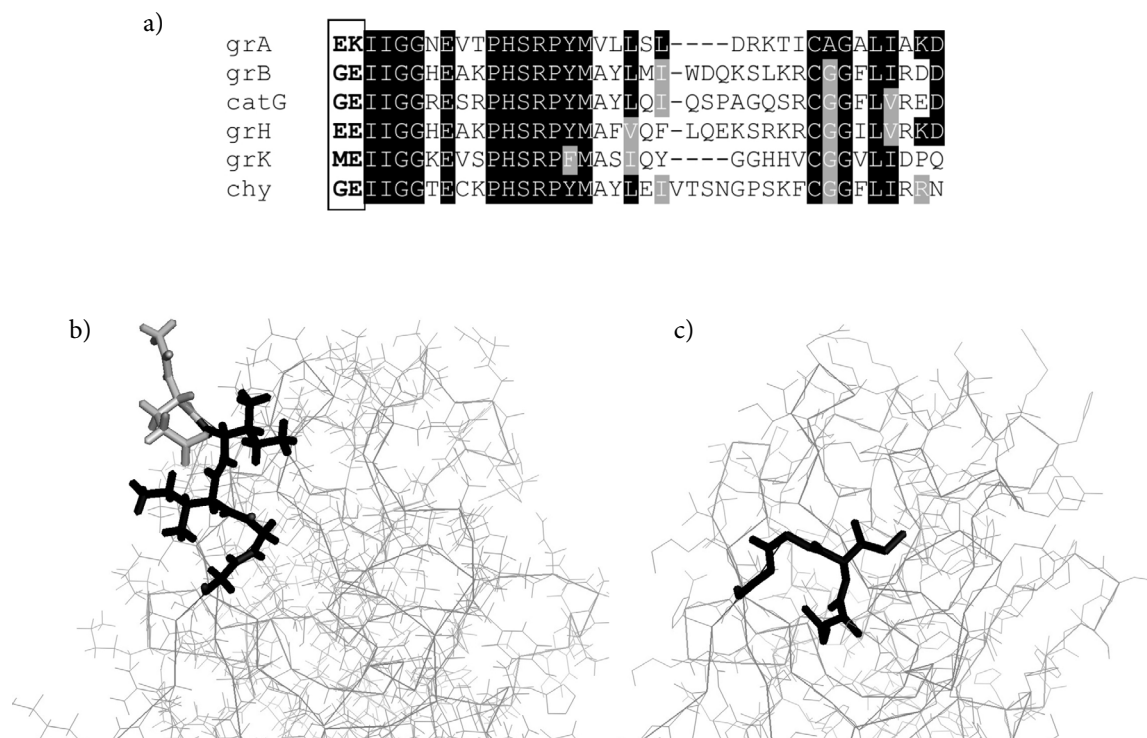 a)
grA EKIIGGNEVTPHSRPYMVLLSL----DRKTICAGALIAKD
grB GEIIGGHEAKPHSRPYMAYLMI-WDQKSLKRCGGFLIRDD
catG GEIIGGRESRPHSRPYMAYLQI-QSPAGQSRCGGFLVRED
grH EEIIGGHEAKPHSRPYMAFVQF-LQEKSRKRCGGILVRKD
grK MEIIGGKEVSPHSRPFMASIQY----GGHHVCGGVLIDPQ
chy GEIIGGTECKPHSRPYMAYLEIVTSNGPSKFCGGFLIRRN
b)
c)